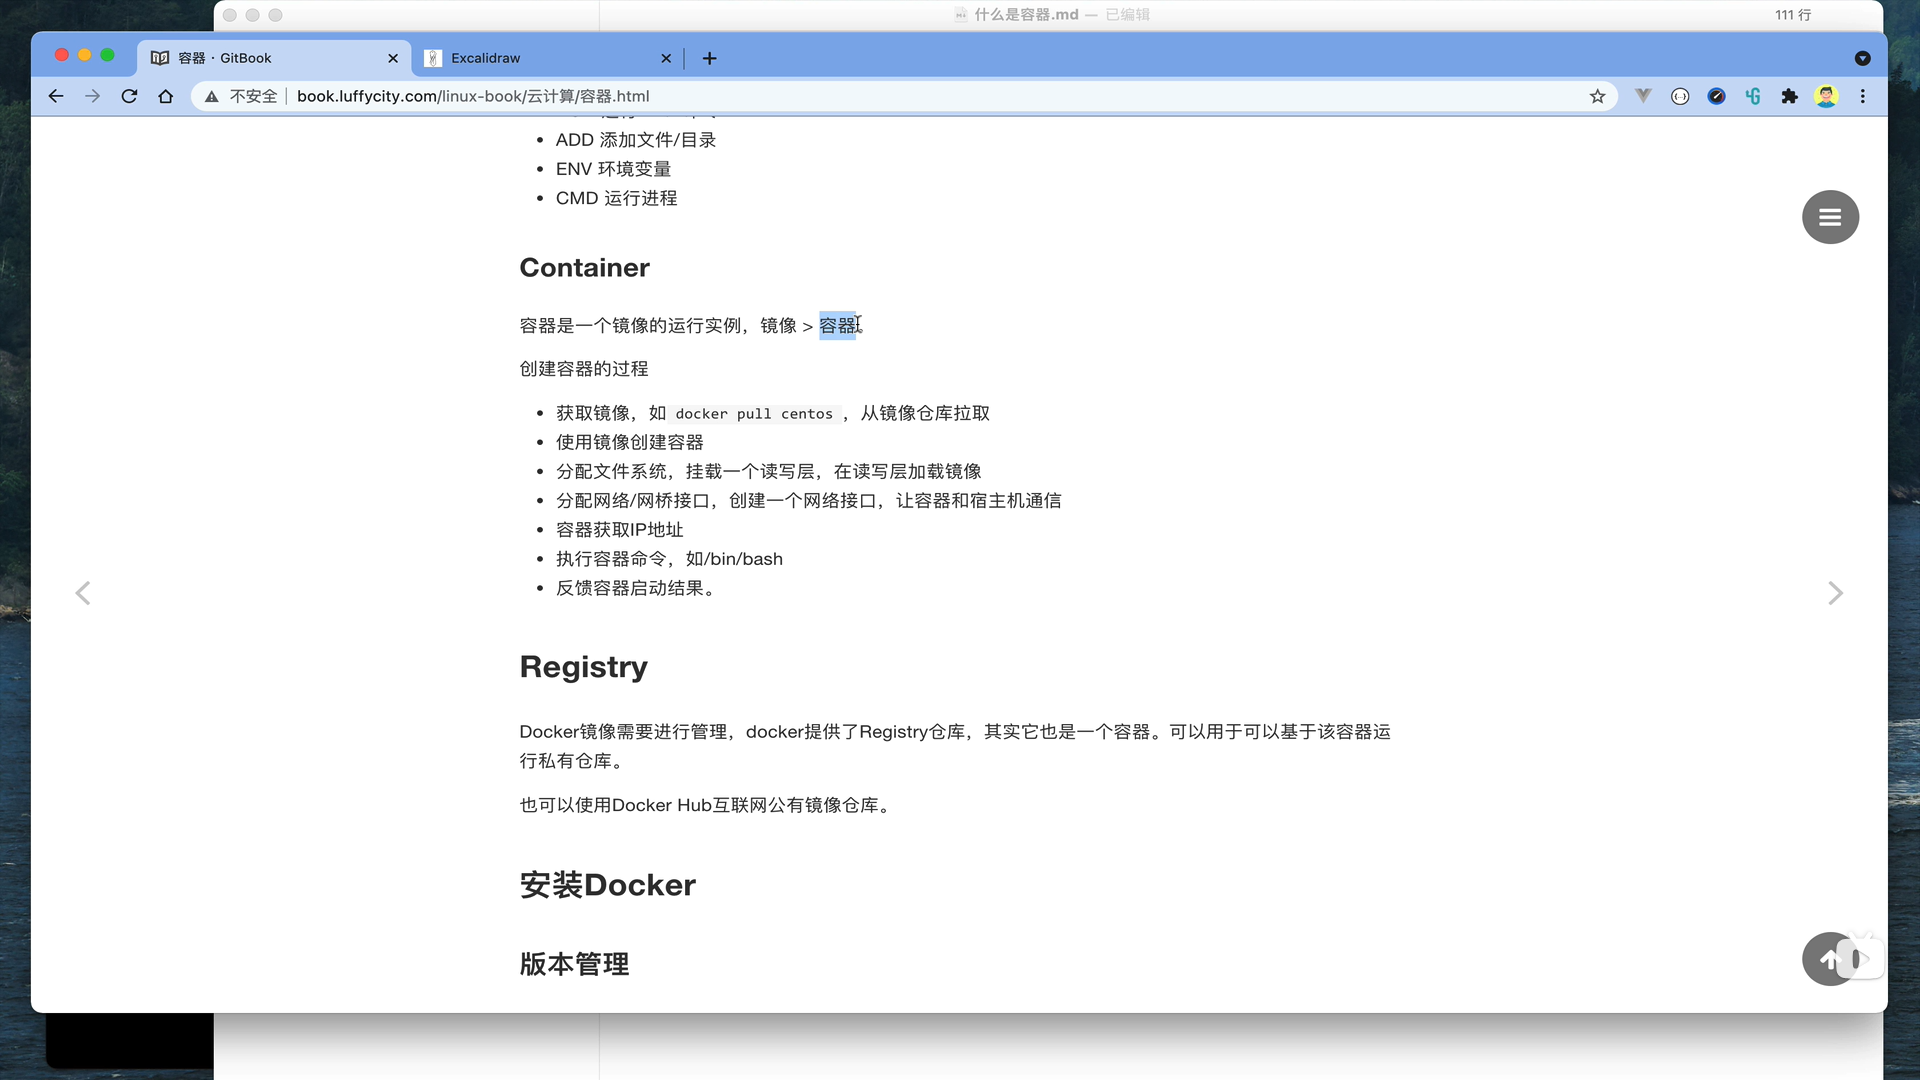 什么是容器.md — 已编辑
111 行
容器 · GitBook
Excalidraw
不安全
book.luffycity.com/linux-book/云计算/容器.html
ADD 添加文件/目录
ENV 环境变量
CMD 运行进程
Container
容器是一个镜像的运行实例，镜像 > 容器。
创建容器的过程
获取镜像，如 docker pull centos ，从镜像仓库拉取
使用镜像创建容器
分配文件系统，挂载一个读写层，在读写层加载镜像
分配网络/网桥接口，创建一个网络接口，让容器和宿主机通信
容器获取IP地址
执行容器命令，如/bin/bash
反馈容器启动结果。
Registry
Docker镜像需要进行管理，docker提供了Registry仓库，其实它也是一个容器。可以用于可以基于该容器运
行私有仓库。
也可以使用Docker Hub互联网公有镜像仓库。
安装Docker
版本管理